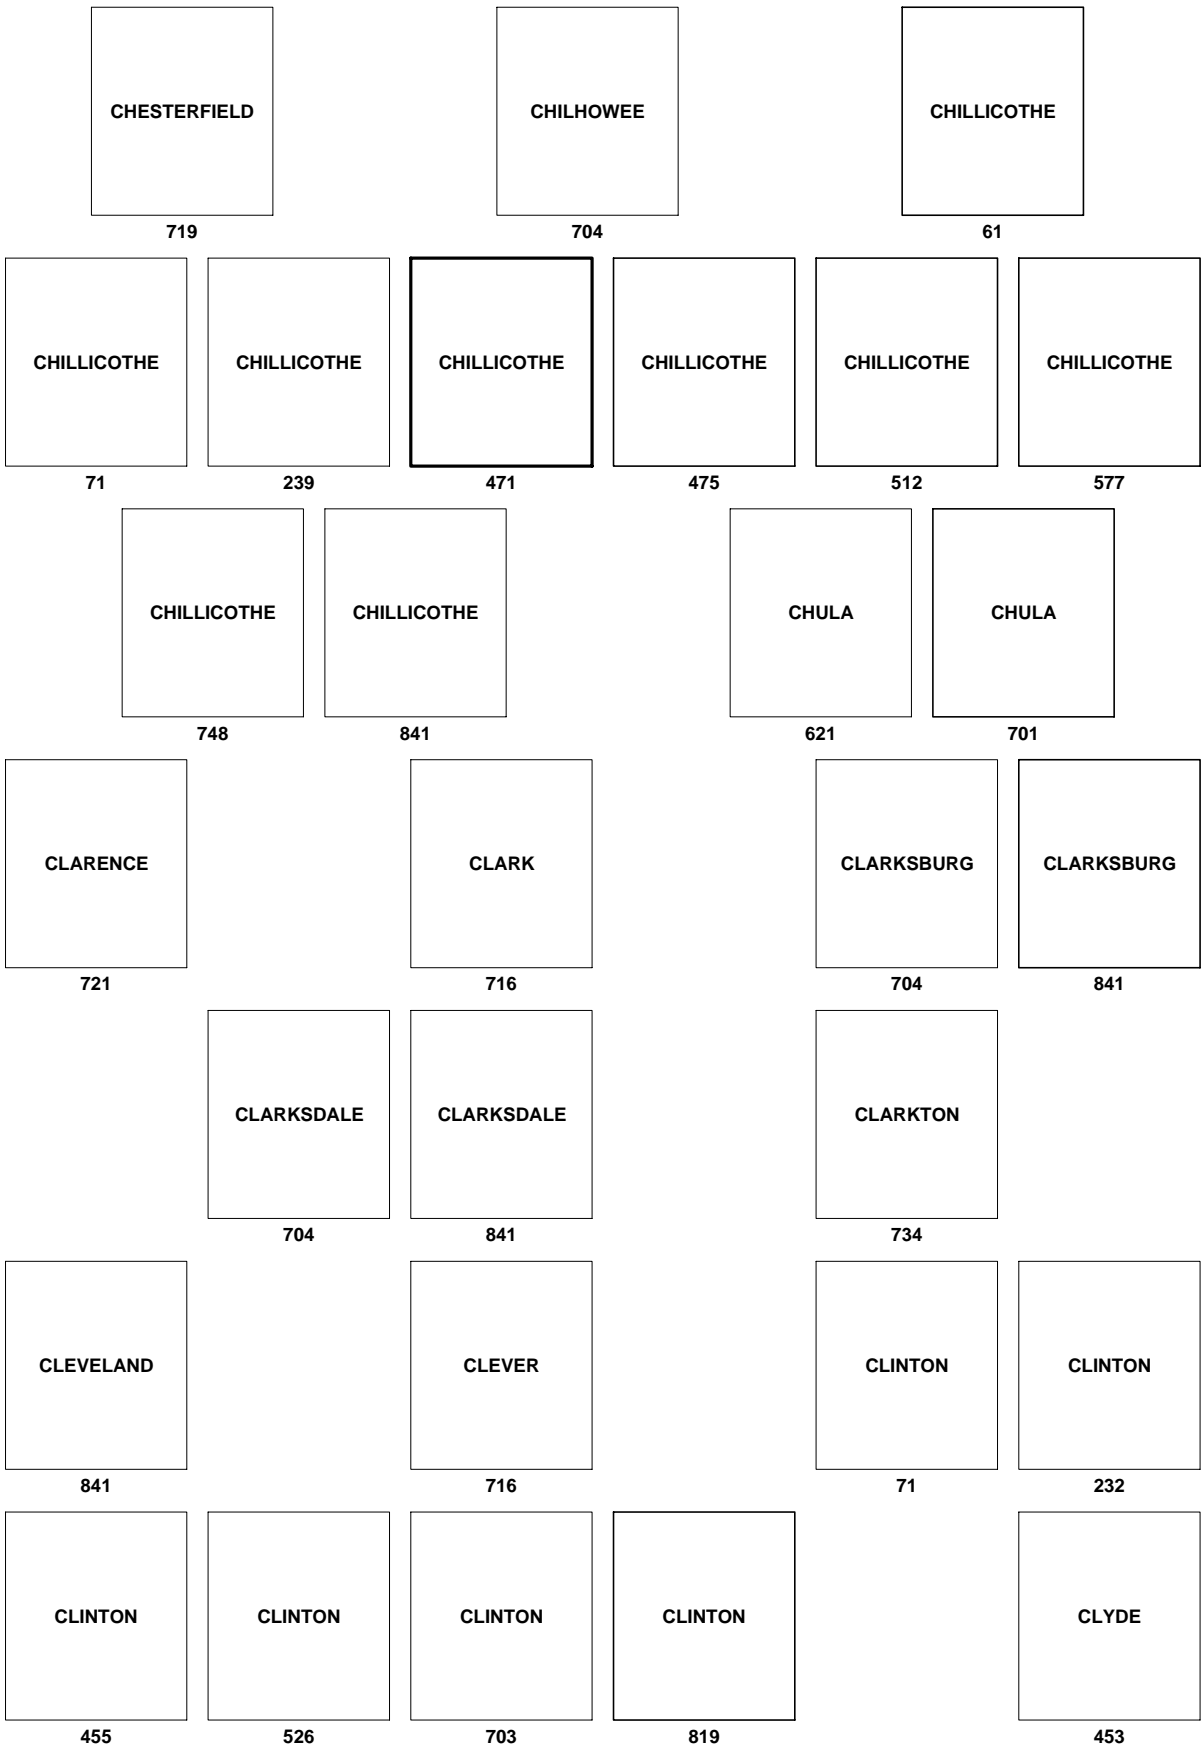 CHESTERFIELD CHILHOWEE CHILLICOTHE
719 704 61
CHILLICOTHE CHILLICOTHE CHILLICOTHE CHILLICOTHE CHILLICOTHE CHILLICOTHE
71 239 471 475 512 577
CHILLICOTHE CHILLICOTHE CHULA CHULA
748 841 621 701
CLARENCE CLARK CLARKSBURG CLARKSBURG
721 716 704 841
CLARKSDALE CLARKSDALE CLARKTON
704 841 734
CLEVELAND CLEVER CLINTON CLINTON
841 716 71 232
CLINTON CLINTON CLINTON CLINTON CLYDE
455 526 703 819 453